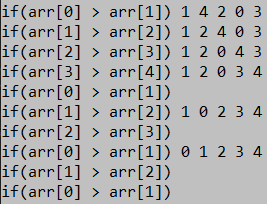 if(arr[0] > arr[1]) 1 4 2 0 3
if(arr[1] > arr[2]) 1 2 4 0 3
if(arr[2] > arr[3]) 1 2 0 4 3
if(arr[3] > arr[4]) 1 2 0 3 4
if(arr[0] > arr[1])
if(arr[1] > arr[2]) 1 0 2 3 4
if(arr[2] > arr[3])
if(arr[0] > arr[1]) 0 1 2 3 4
if(arr[1] > arr[2])
if(arr[0] > arr[1])